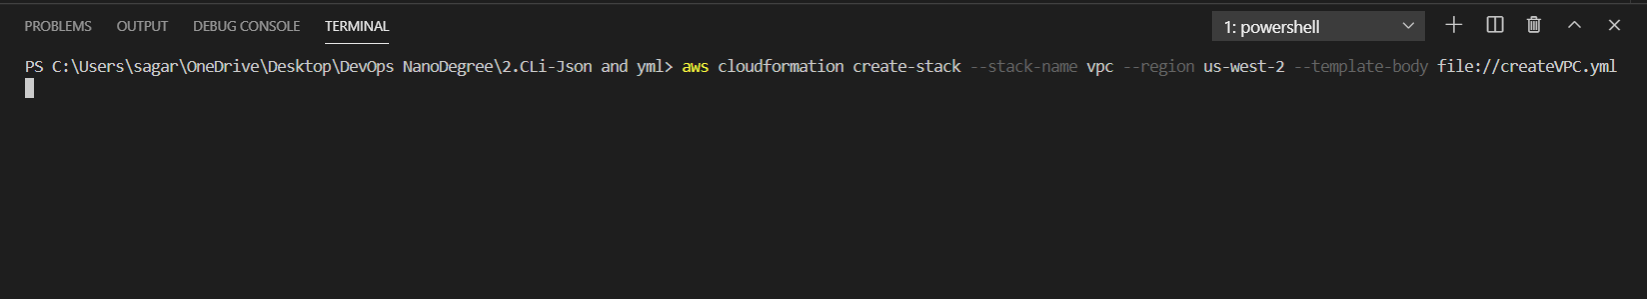 PROBLEMS OUTPUT DEBUG CONSOLE TERMINAL 1: powershell
PS C:\Users\sagar\OneDrive\Desktop\DevOps NanoDegree\2.CLi-Json and yml> aws cloudformation create-stack --stack-name vpc --region us-west-2 --template-body file://createVPC.yml